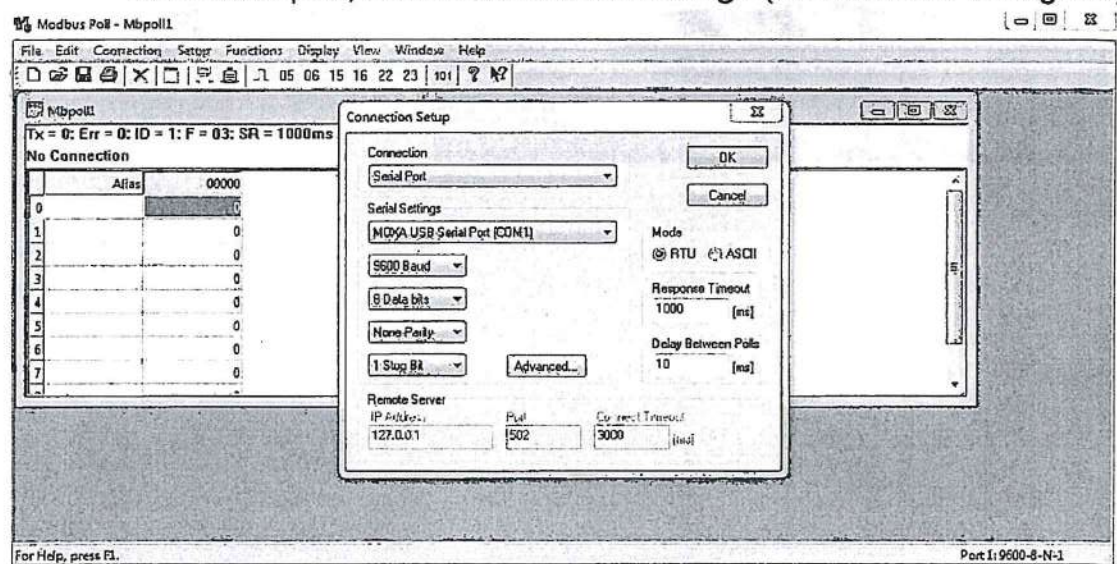 Modbus Poll - Mbpoll1
File Edit Connection Setup Functions Display View Window Help
05 06 15 16 22 23 101
Mbpoll1
Tx = 0: Err = 0: ID = 1: F = 03: SR = 1000ms
No Connection
Alias 00000
0 0
1 0
2 0
3 0
4 0
5 0
6 0
7 0
Connection Setup
Connection
Serial Port
OK
Cancel
Serial Settings
MOXA USB Serial Port (COM1)
9600 Baud
8 Data bits
None Parity
1 Stop Bit
Advanced...
Mode
RTU ASCII
Response Timeout
1000 [ms]
Delay Between Polls
10 [ms]
Remote Server
IP Address Port Connect Timeout
127.0.0.1 502 3000 [ms]
For Help, press F1.
Port 1: 9600-8-N-1